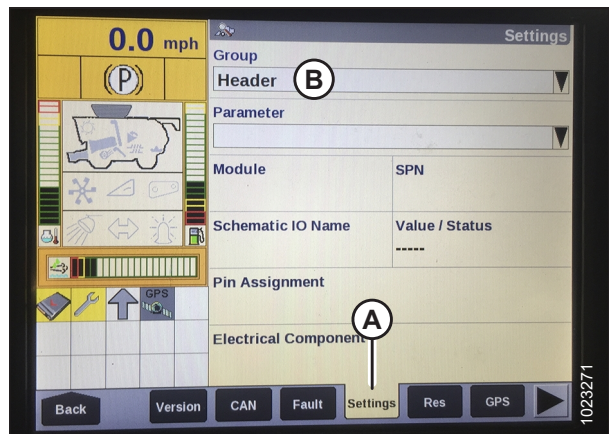 0.0 mph
(P)
GPS
Settings
Group
Header
B
Parameter
Module
SPN
Schematic IO Name
Value / Status
-----
Pin Assignment
A
Electrical Component
Back
Version
CAN
Fault
Settings
Res
GPS
1023271